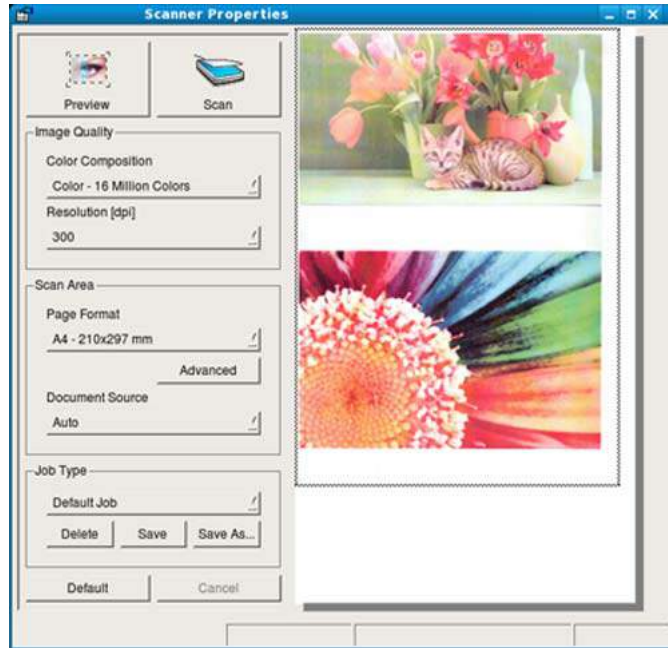 Scanner Properties
Preview
Scan
Image Quality
Color Composition
Color - 16 Million Colors
Resolution [dpi]
300
Scan Area
Page Format
A4 - 210x297 mm
Advanced
Document Source
Auto
Job Type
Default Job
Delete
Save
Save As...
Default
Cancel